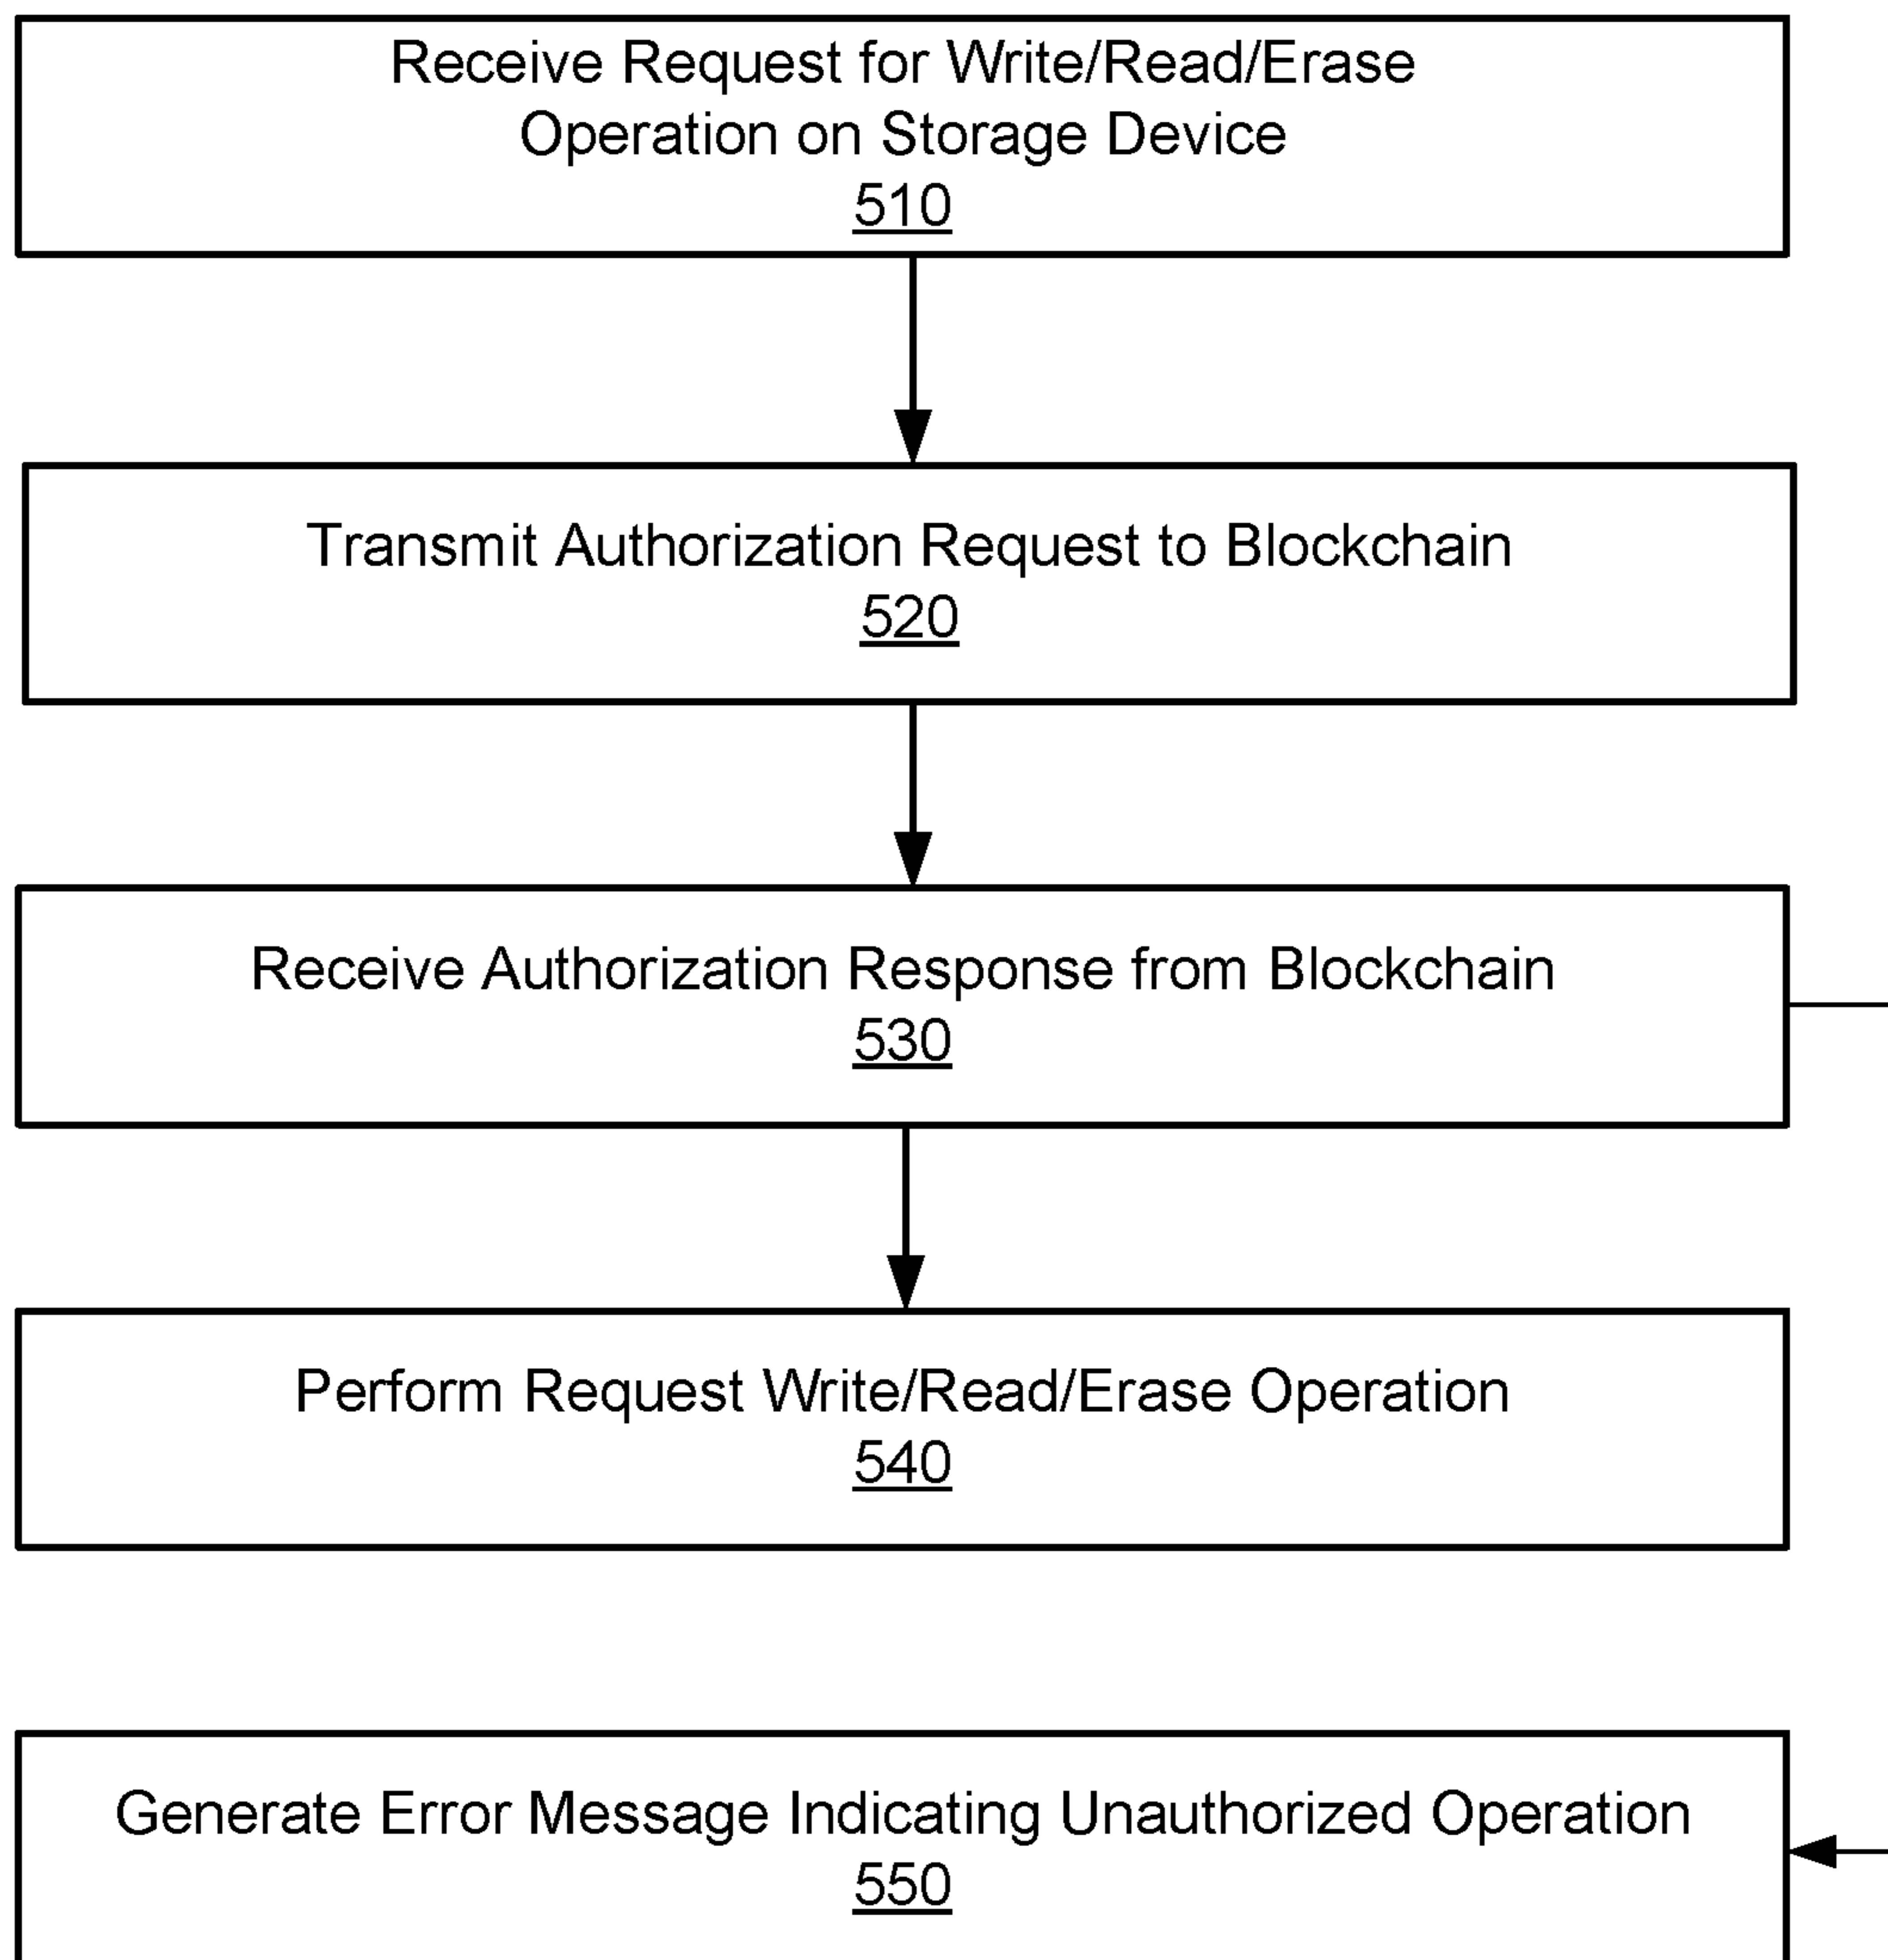 Receive Request for Write/Read/Erase
Operation on Storage Device
510
Transmit Authorization Request to Blockchain
520
Receive Authorization Response from Blockchain
530
Perform Request Write/Read/Erase Operation
540
Generate Error Message Indicating Unauthorized Operation
550